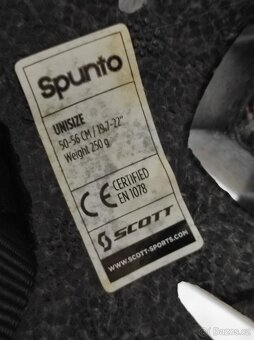 Spunto
UNISIZE
50-56 CM / 19.7-22"
Weight 250 g
CE CERTIFIED
EN 1078
SCOTT
WWW.SCOTT-SPORTS.COM
sbazar.cz